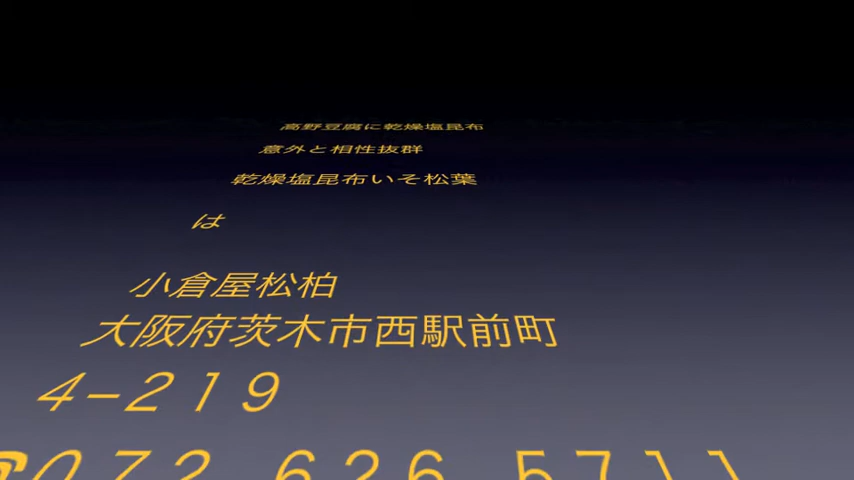 高野豆腐に乾燥塩昆布
意外と相性抜群
乾燥塩昆布いそ松葉
は
小倉屋松柏
大阪府茨木市西駅前町
4−219
☎072 626 5711